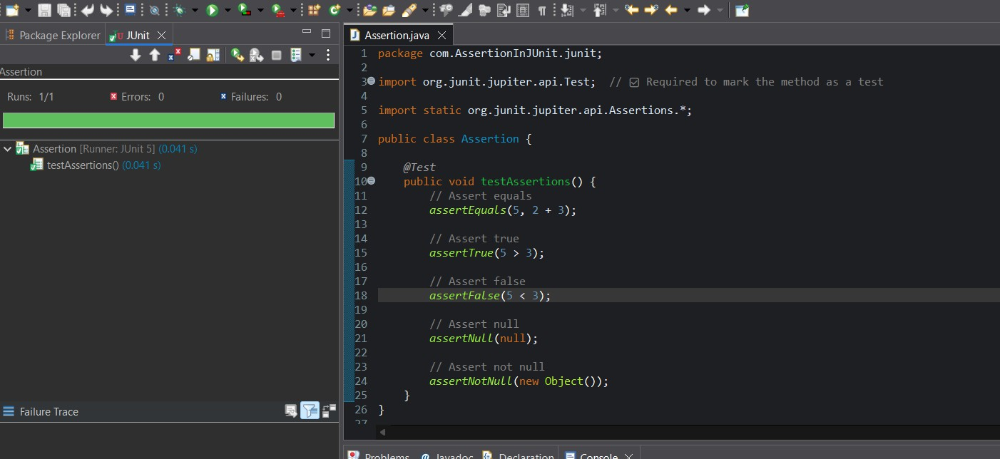 Package Explorer
JUnit
Assertion
Runs: 1/1
Errors: 0
Failures: 0
Assertion [Runner: JUnit 5] (0.041 s)
testAssertions() (0.041 s)
Failure Trace
Assertion.java
1 package com.AssertionInJUnit.junit;
2
3 import org.junit.jupiter.api.Test;  // ☑ Required to mark the method as a test
4
5 import static org.junit.jupiter.api.Assertions.*;
6
7 public class Assertion {
8
9     @Test
10     public void testAssertions() {
11         // Assert equals
12         assertEquals(5, 2 + 3);
13
14         // Assert true
15         assertTrue(5 > 3);
16
17         // Assert false
18         assertFalse(5 < 3);
19
20         // Assert null
21         assertNull(null);
22
23         // Assert not null
24         assertNotNull(new Object());
25     }
26 }
27
Problems
Javadoc
Declaration
Console